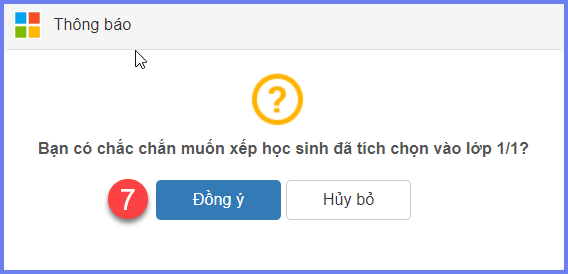 Thông báo
?
Bạn có chắc chắn muốn xếp học sinh đã tích chọn vào lớp 1/1?
7 Đồng ý Hủy bỏ